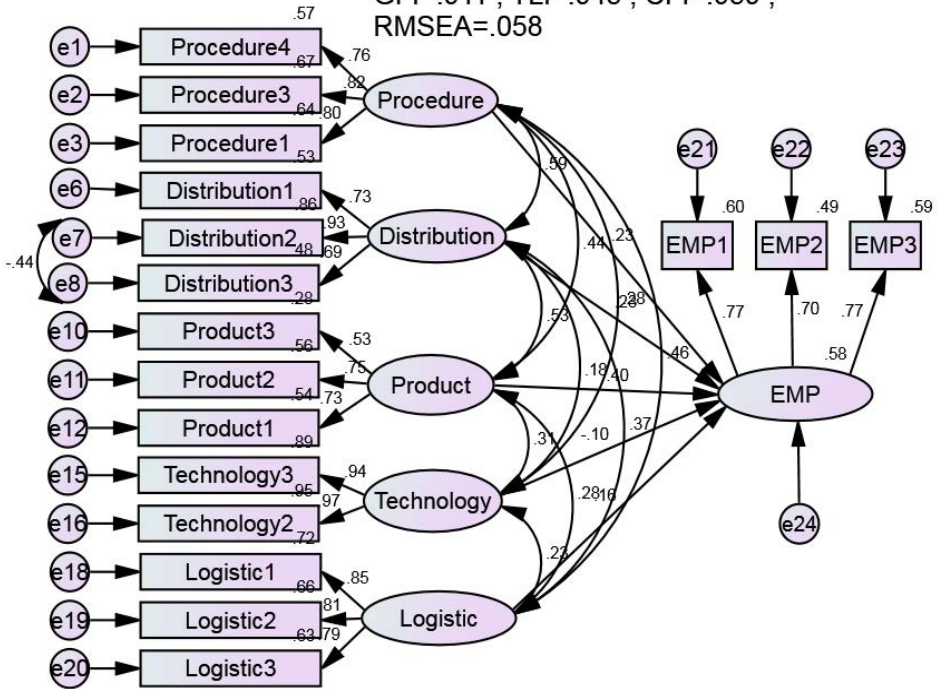 RMSEA=.058
.57
e1 Procedure4 .76
.67
e2 Procedure3 .82 Procedure
.64 .80
e3 Procedure1
.53
.59
e21 e22 e23
e6 Distribution1 .73
.86
.60 .49 .59
e7 Distribution2 .93 Distribution
.48 .69
.44 .23
EMP1 EMP2 EMP3
-.44
e8 Distribution3
.28
.28
e10 Product3 .53
.53
.77 .70 .77
.56
.46
.58
e11 Product2 .75 Product
.18 .40
EMP
.54 .73
e12 Product1
.89
.31 -.10 .37
e15 Technology3 .94
.95 .97
Technology
.28 .16
e16 Technology2
.72
e24
e18 Logistic1 .85
.23
.66
e19 Logistic2 .81 Logistic
.63 .79
e20 Logistic3